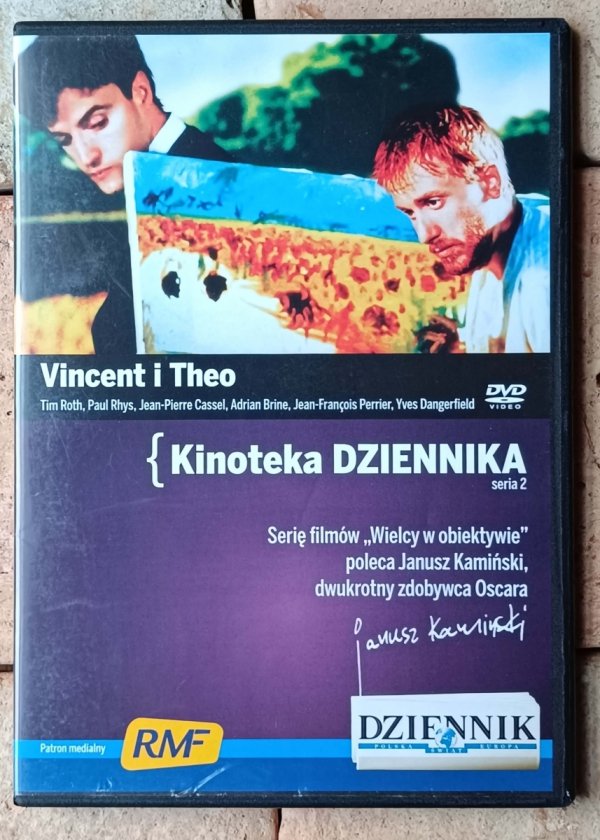 Vincent i Theo
Tim Roth, Paul Rhys, Jean-Pierre Cassel, Adrian Brine, Jean-François Perrier, Yves Dangerfield
DVD
VIDEO
{ Kinoteka DZIENNIKA
seria 2
Serię filmów „Wielcy w obiektywie”
poleca Janusz Kamiński,
dwukrotny zdobywca Oscara
Janusz Kamiński
Patron medialny
RMF
DZIENNIK
POLSKA ŚWIAT EUROPA